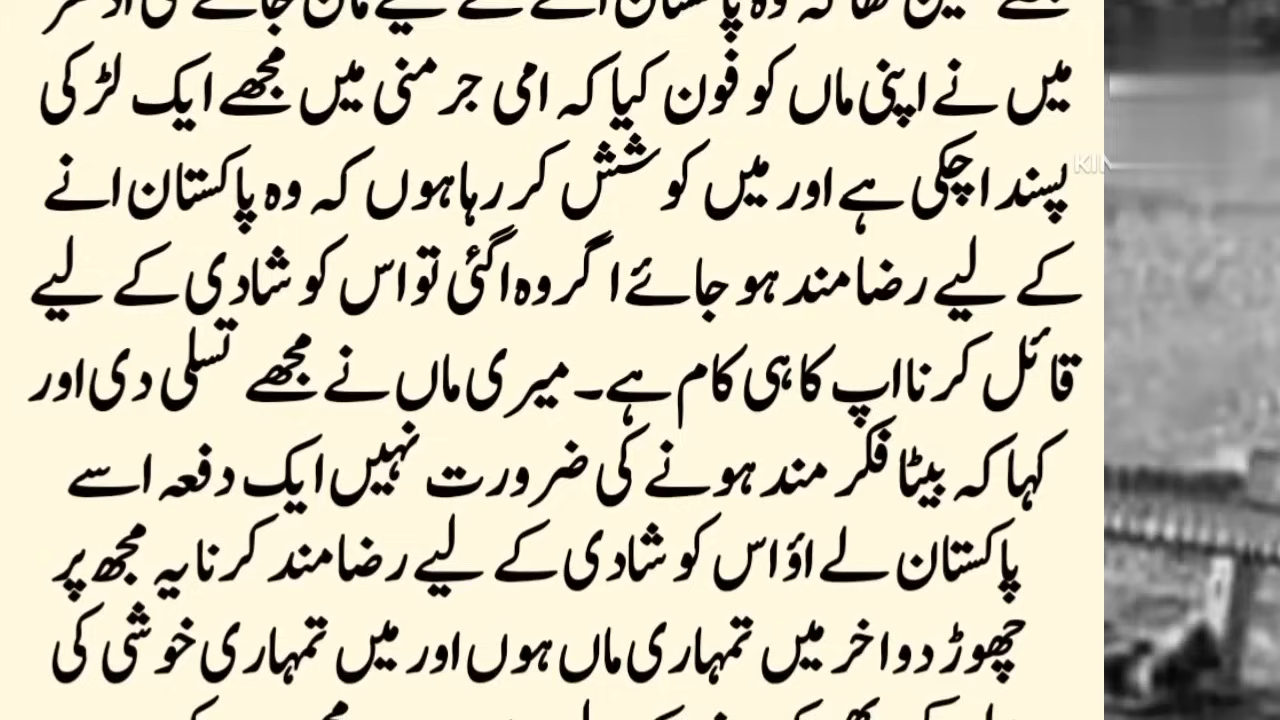 میں نے اپنی ماں کو فون کیا کہ امی جرمنی میں مجھے ایک لڑکی
پسند اچکی ہے اور میں کوشش کر رہا ہوں کہ وہ پاکستان انے
کے لیے رضامند ہو جائے اگر وہ اگئی تو اس کو شادی کے لیے
قائل کرنا اپ کا ہی کام ہے۔ میری ماں نے مجھے تسلی دی اور
کہا کہ بیٹا فکر مند ہونے کی ضرورت نہیں ایک دفعہ اسے
پاکستان لے اؤ اس کو شادی کے لیے رضامند کرنا یہ مجھ پر
چھوڑ دو اخر میں تمہاری ماں ہوں اور میں تمہاری خوشی کی